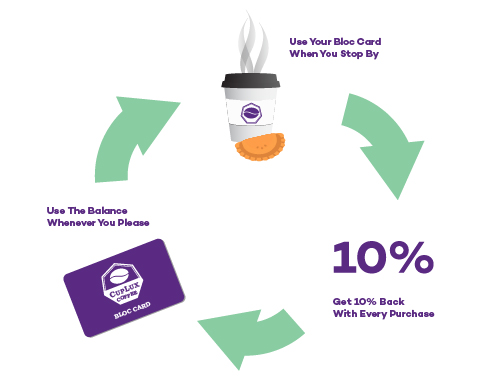 Use Your Bloc Card
When You Stop By
10%
Get 10% Back
With Every Purchase
Use The Balance
Whenever You Please
CUPLUX
COFFEE
BLOC CARD